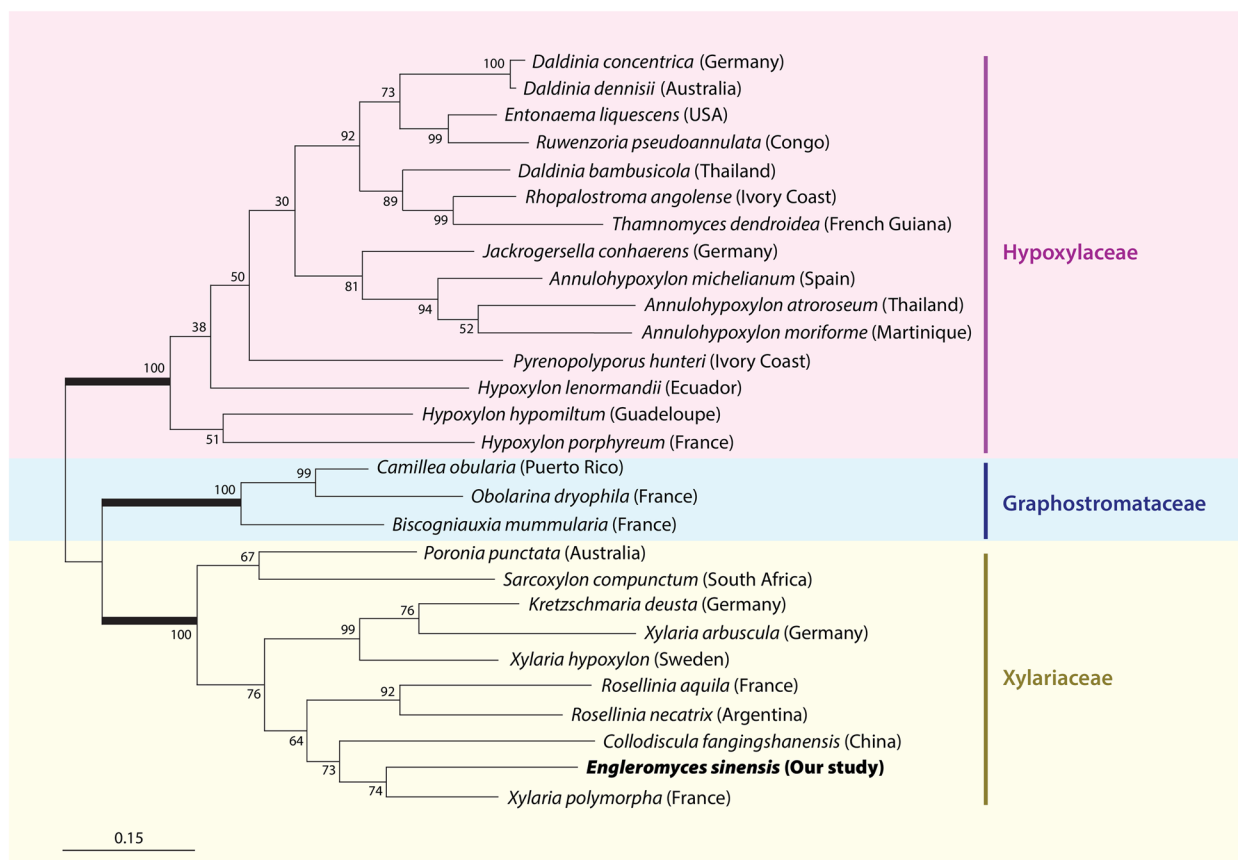 100
Daldinia concentrica (Germany)
Daldinia dennisii (Australia)
73
Entonaema liquescens (USA)
99
Ruwenzoria pseudoannulata (Congo)
92
Daldinia bambusicola (Thailand)
89
Rhopalostroma angolense (Ivory Coast)
99
Thamnomyces dendroidea (French Guiana)
30
Jackrogersella conhaerens (Germany)
Hypoxylaceae
81
Annulohypoxylon michelianum (Spain)
50
94
Annulohypoxylon atroroseum (Thailand)
52
Annulohypoxylon moriforme (Martinique)
38
Pyrenopolyporus hunteri (Ivory Coast)
100
Hypoxylon lenormandii (Ecuador)
Hypoxylon hypomiltum (Guadeloupe)
51
Hypoxylon porphyreum (France)
99
Camillea obularia (Puerto Rico)
100
Obolarina dryophila (France)
Graphostromataceae
Biscogniauxia mummularia (France)
67
Poronia punctata (Australia)
Sarcoxylon compunctum (South Africa)
76
Kretzschmaria deusta (Germany)
100
99
Xylaria arbuscula (Germany)
Xylaria hypoxylon (Sweden)
Xylariaceae
76
92
Rosellinia aquila (France)
Rosellinia necatrix (Argentina)
64
Collodiscula fangingshanensis (China)
73
Engleromyces sinensis (Our study)
74
Xylaria polymorpha (France)
0.15